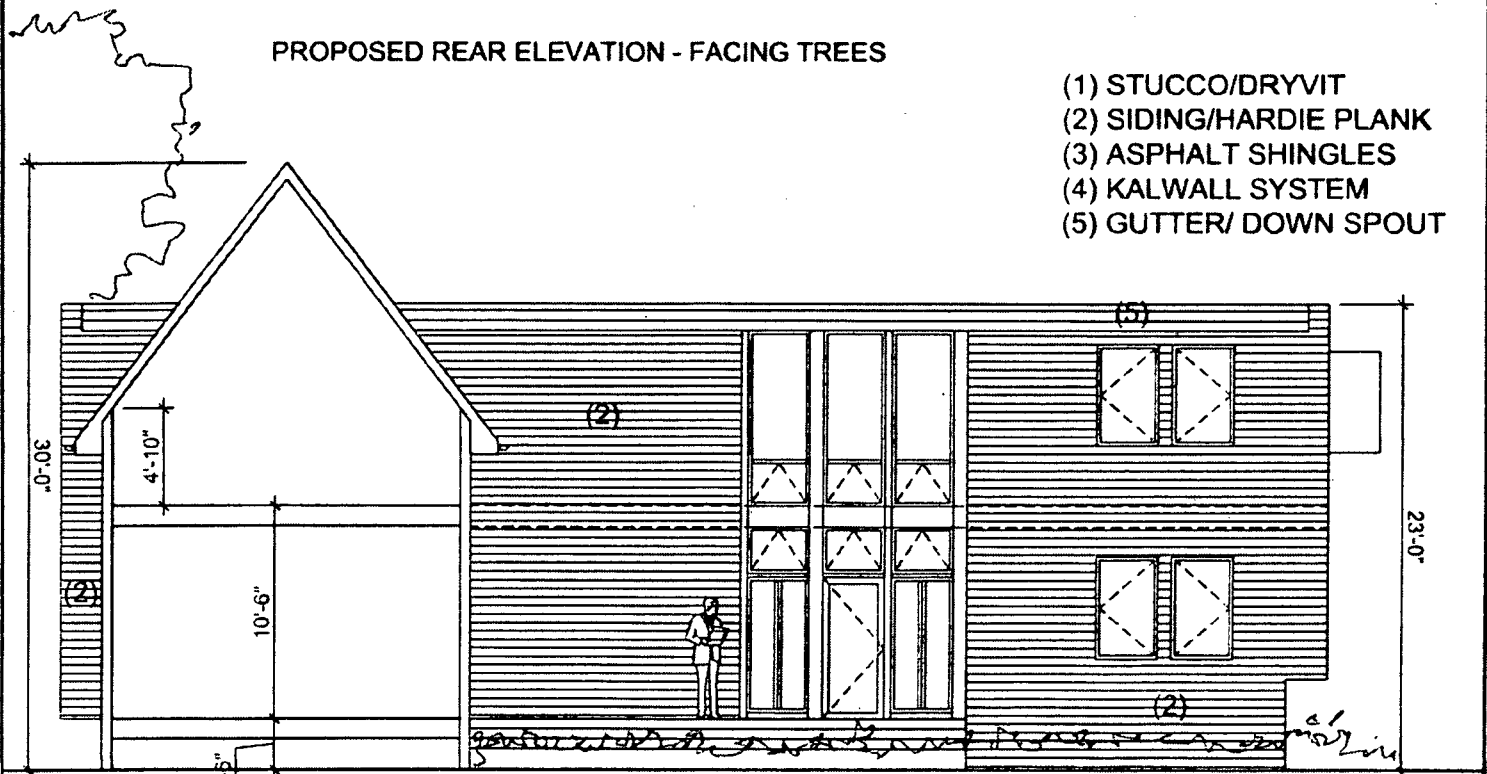 PROPOSED REAR ELEVATION - FACING TREES
(1) STUCCO/DRYVIT
(2) SIDING/HARDIE PLANK
(3) ASPHALT SHINGLES
(4) KALWALL SYSTEM
(5) GUTTER/ DOWN SPOUT
(5)
(2)
4'-10"
30'-0"
23'-0"
(2)
10'-6"
(2)